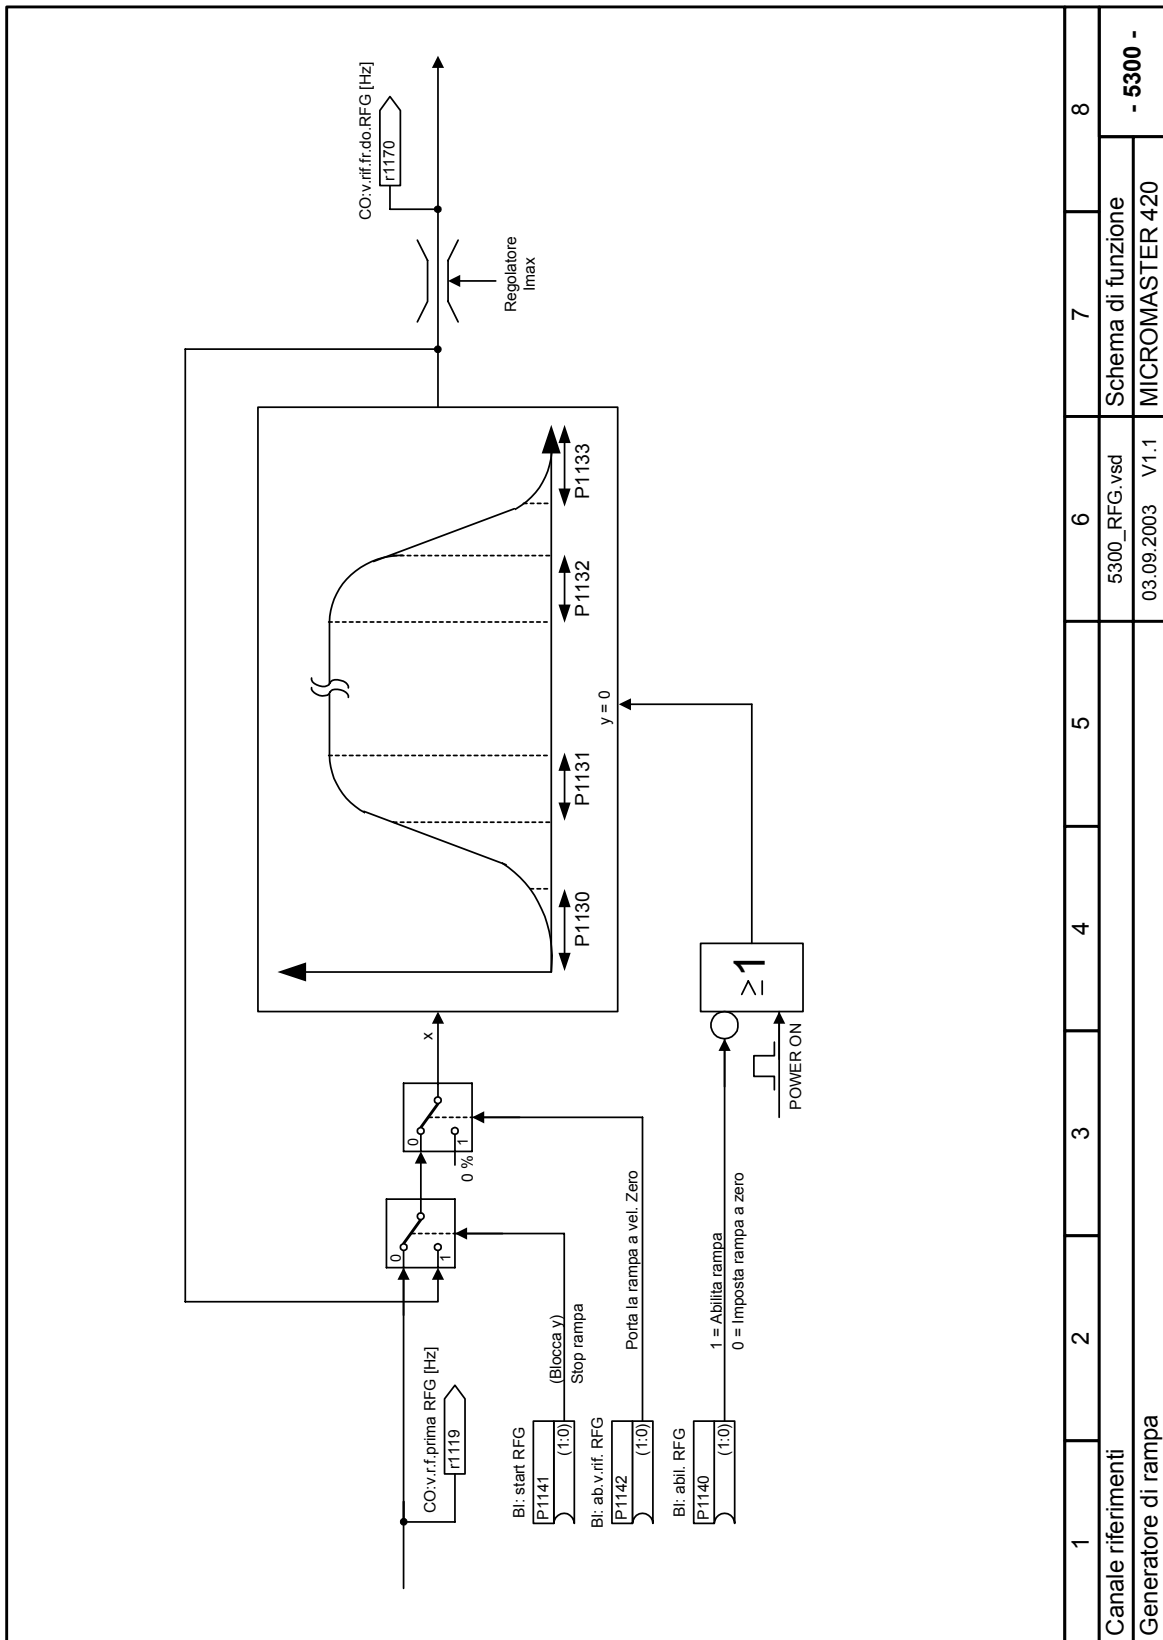 CO:v.r.f.prima RFG [Hz]
r1119
BI: start RFG
P1141
(1:0)
(Blocca y)
Stop rampa
BI: ab.v.rif. RFG
P1142
(1:0)
Porta la rampa a vel. Zero
BI: abil. RFG
P1140
(1:0)
1 = Abilita rampa
0 = Imposta rampa a zero
0
1
0
1
0 %
x
POWER ON
≥1
y = 0
P1130
P1131
P1132
P1133
Regolatore
Imax
CO:v.rif.fr.do.RFG [Hz]
r1170
1 2 3 4 5 6 7 8
Canale riferimenti
Generatore di rampa
5300_RFG.vsd
03.09.2003 V1.1
Schema di funzione
MICROMASTER 420
- 5300 -